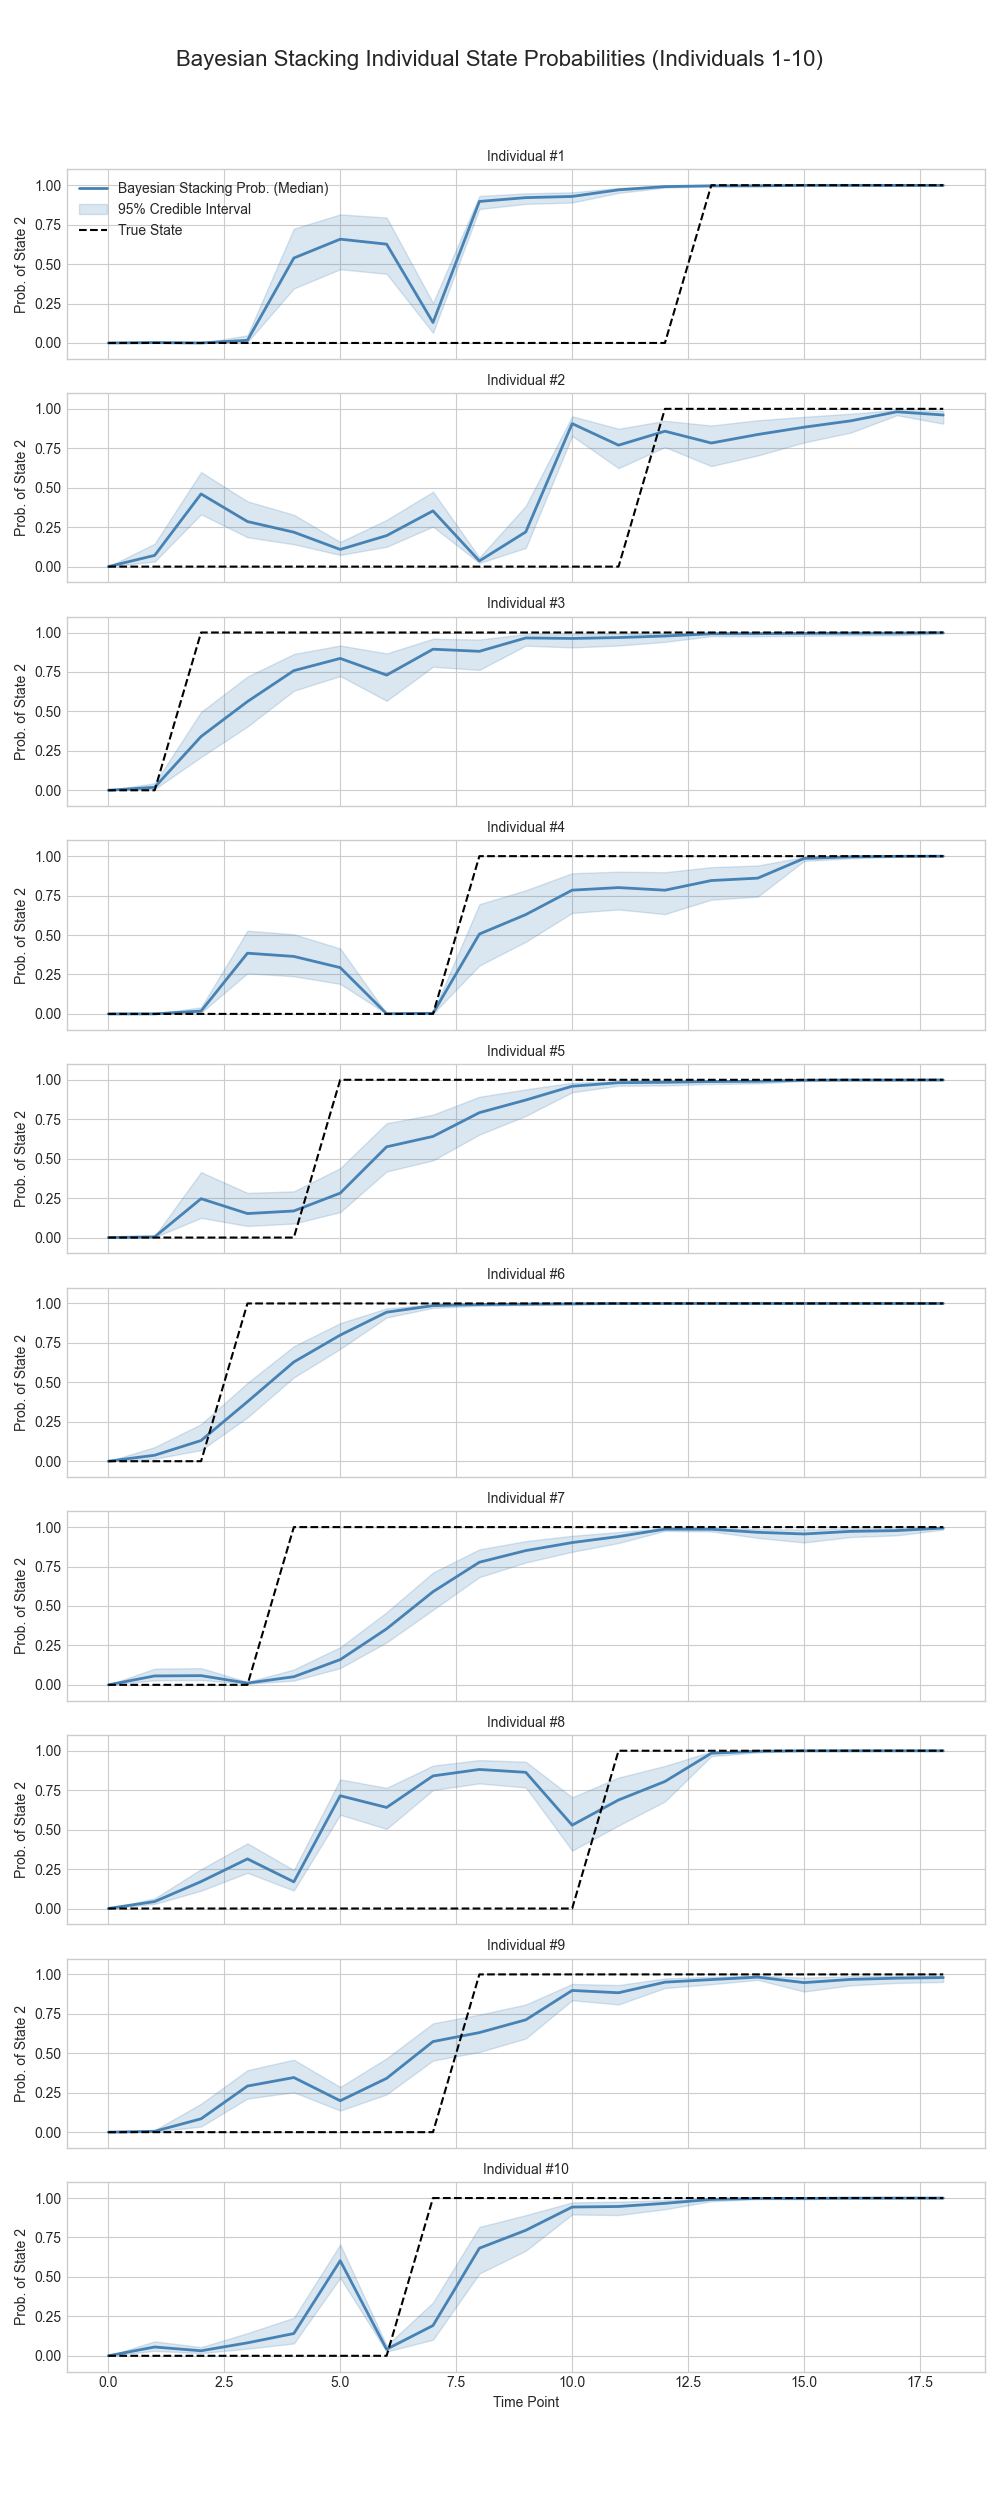 Bayesian Stacking Individual State Probabilities (Individuals 1-10)
Individual #1
1.00
0.75
0.50
0.25
0.00
Prob. of State 2
Bayesian Stacking Prob. (Median)
95% Credible Interval
True State
Individual #2
1.00
0.75
0.50
0.25
0.00
Prob. of State 2
Individual #3
1.00
0.75
0.50
0.25
0.00
Prob. of State 2
Individual #4
1.00
0.75
0.50
0.25
0.00
Prob. of State 2
Individual #5
1.00
0.75
0.50
0.25
0.00
Prob. of State 2
Individual #6
1.00
0.75
0.50
0.25
0.00
Prob. of State 2
Individual #7
1.00
0.75
0.50
0.25
0.00
Prob. of State 2
Individual #8
1.00
0.75
0.50
0.25
0.00
Prob. of State 2
Individual #9
1.00
0.75
0.50
0.25
0.00
Prob. of State 2
Individual #10
1.00
0.75
0.50
0.25
0.00
Prob. of State 2
0.0 2.5 5.0 7.5 10.0 12.5 15.0 17.5
Time Point